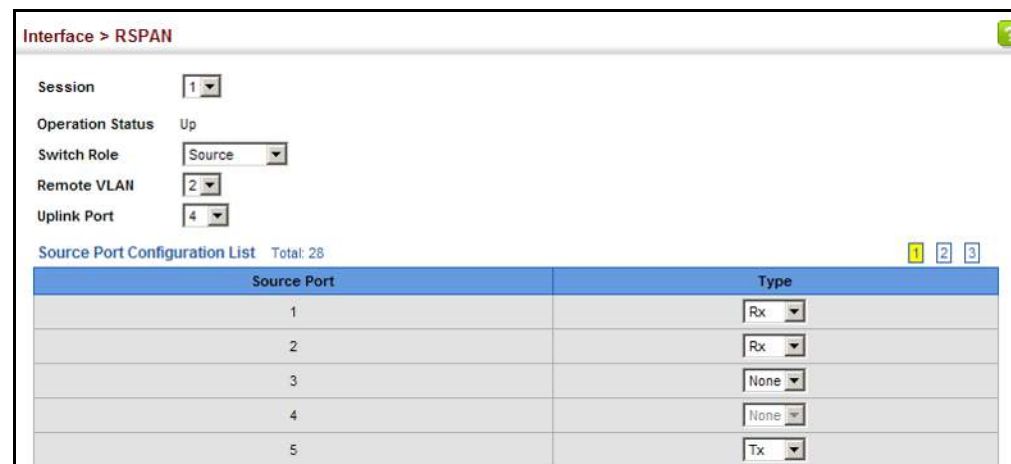 Interface > RSPAN
?
Session 1
Operation Status Up
Switch Role Source
Remote VLAN 2
Uplink Port 4
Source Port Configuration List Total: 28 1 2 3
Source Port Type
1 Rx
2 Rx
3 None
4 None
5 Tx